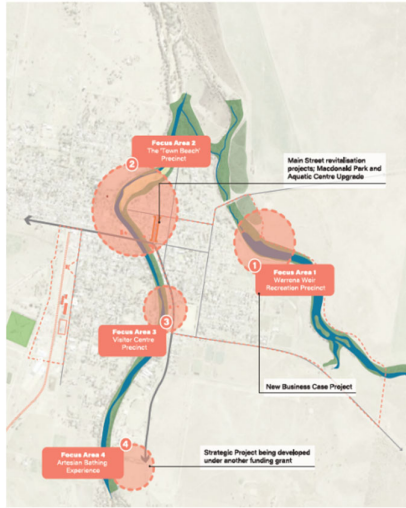 Focus Area 2
The 'Town Beach'
Precinct
2
Main Street revitalisation
projects; Macdonald Park and
Aquatic Centre Upgrade
1
Focus Area 1
Warrena Weir
Recreation Precinct
3
Focus Area 3
Visitor Centre
Precinct
New Business Case Project
4
Focus Area 4
Artesian Bathing
Experience
Strategic Project being developed
under another funding grant